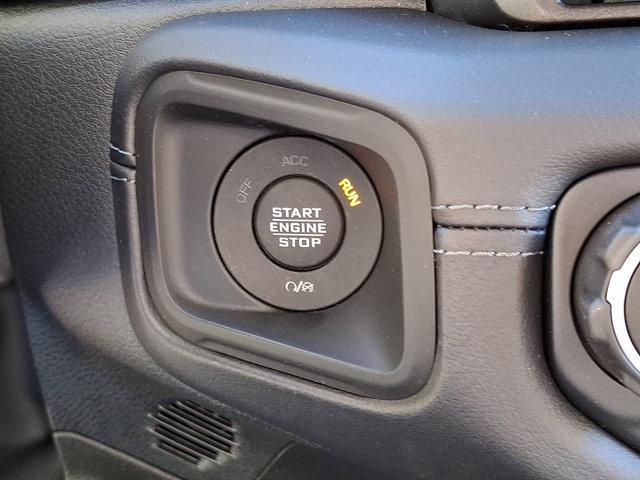 ACC
OFF
RUN
START
ENGINE
STOP